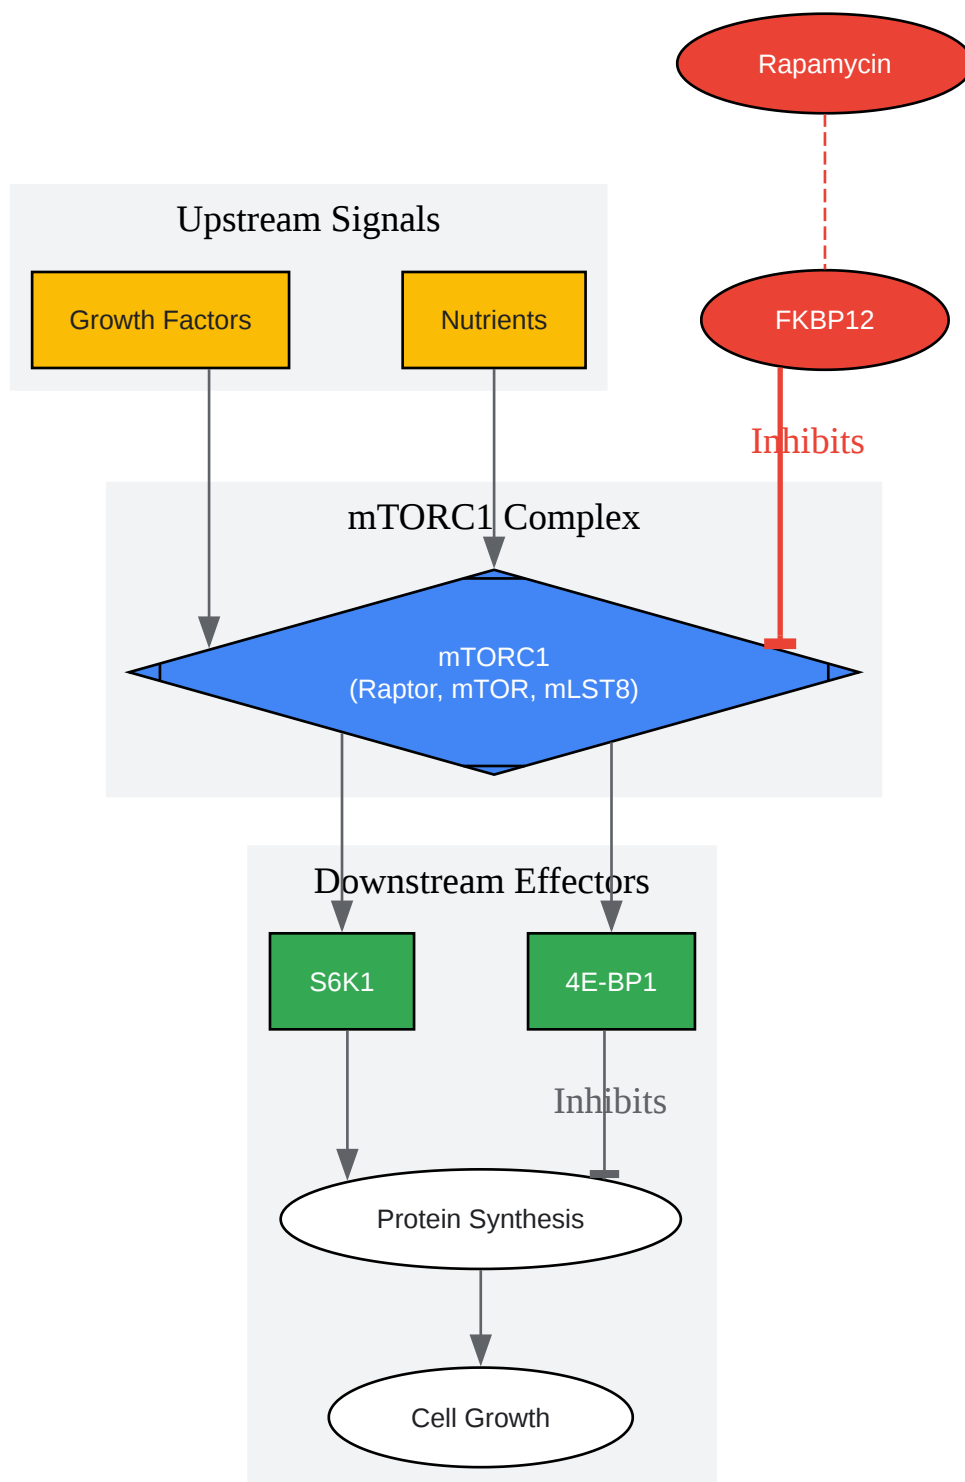 Rapamycin
Upstream Signals
Growth Factors
Nutrients
FKBP12
Inhibits
mTORC1 Complex
mTORC1
(Raptor, mTOR, mLST8)
Downstream Effectors
S6K1
4E-BP1
Inhibits
Protein Synthesis
Cell Growth